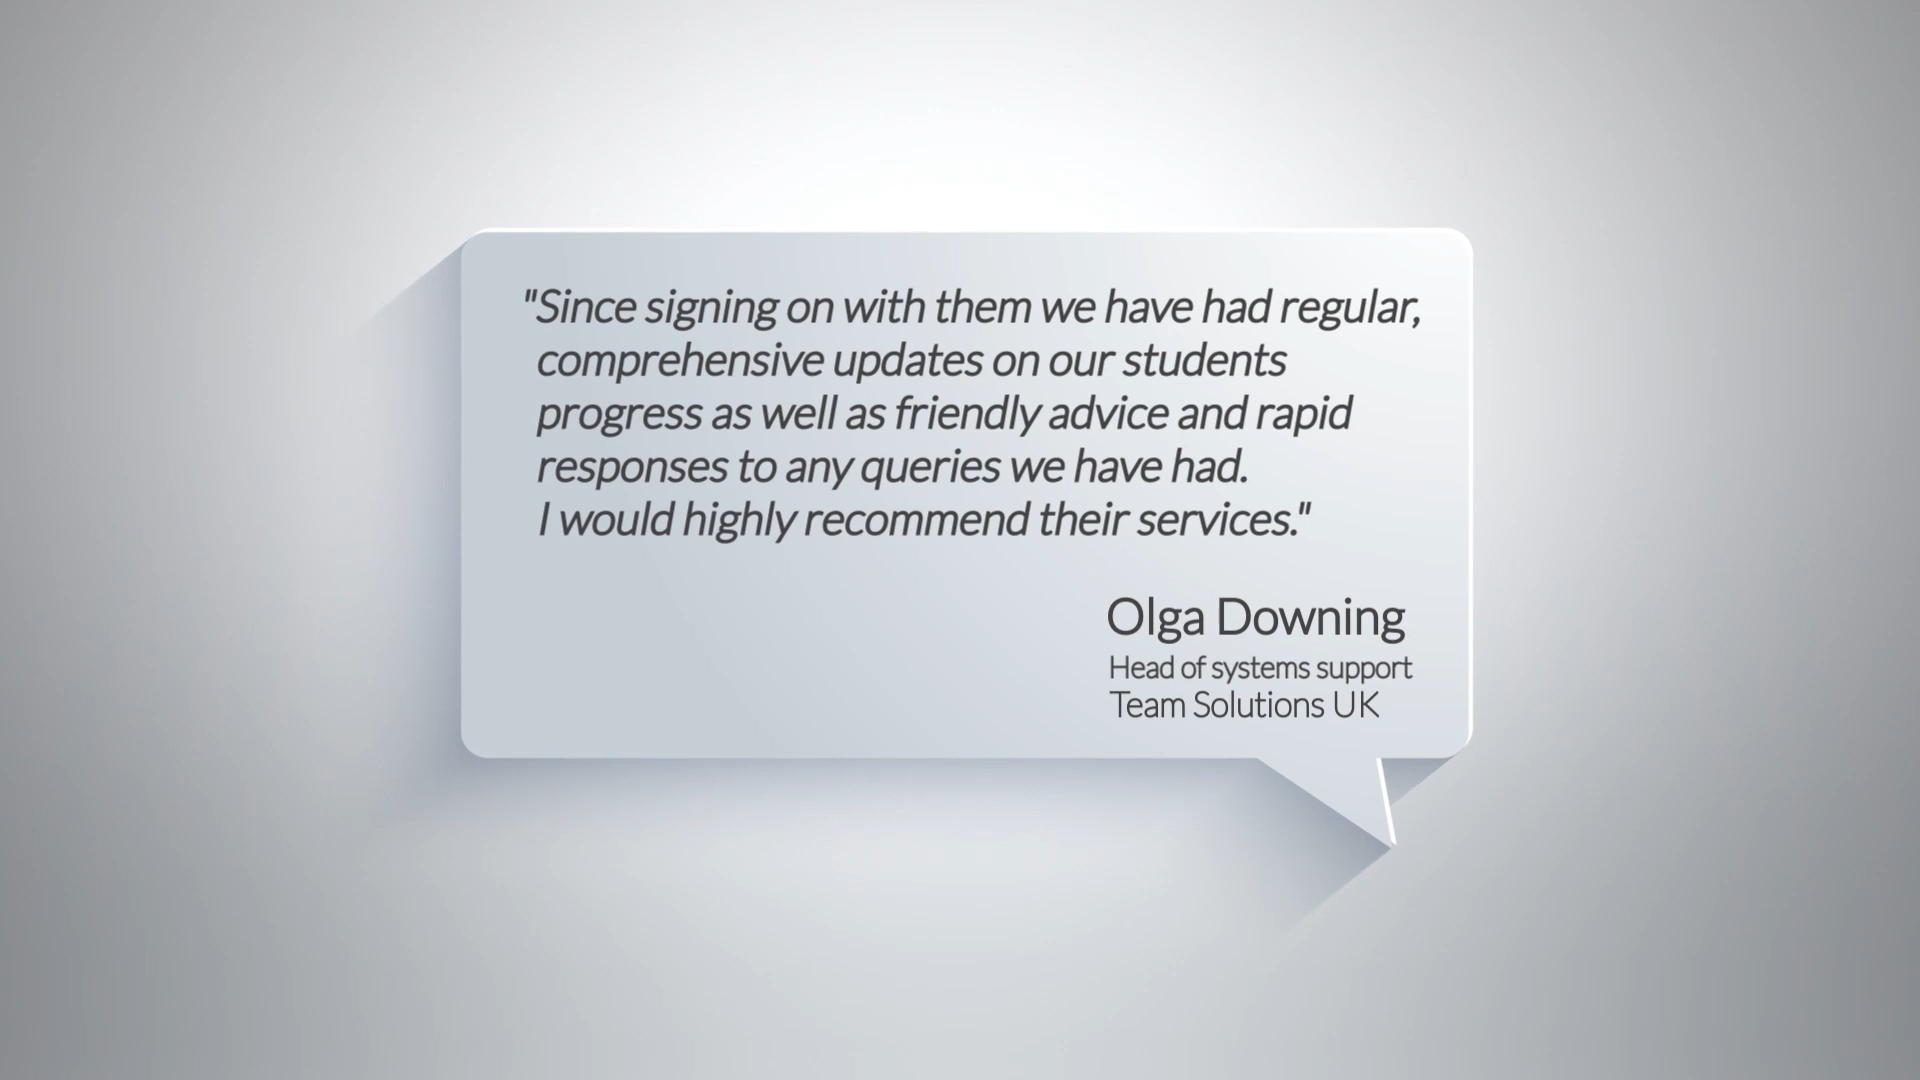 "Since signing on with them we have had regular,
comprehensive updates on our students
progress as well as friendly advice and rapid
responses to any queries we have had.
I would highly recommend their services."
Olga Downing
Head of systems support
Team Solutions UK